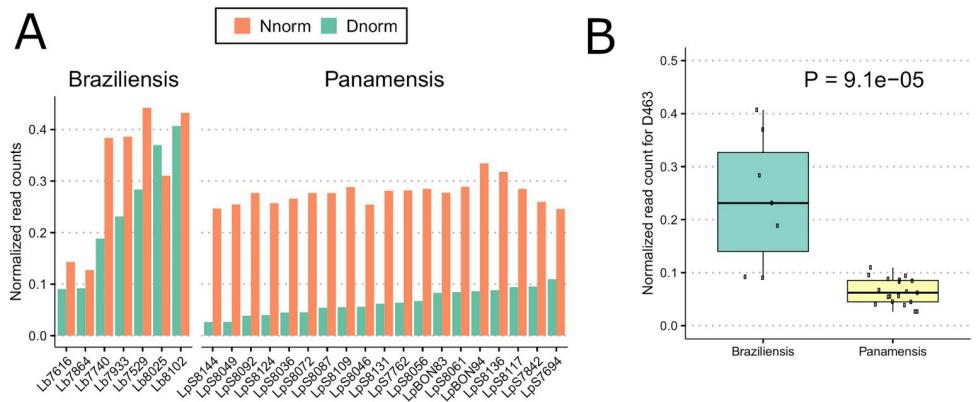 A
Nnorm Dnorm
B
Braziliensis Panamensis
Normalized read counts
0.4
0.3
0.2
0.1
0.0
Lb7616 Lb7864 Lb7740 Lb7933 Lb7529 Lb8025 Lb8102
LpS8144 LpS8049 LpS8092 LpS8124 LpS8036 LpS8072 LpS8087 LpS8109 LpS8046 LpS8131 LpS7762 LpS8056 LpBON83 LpS8061 LpBON94 LpS8136 LpS8117 LpS7842 LpS7694
Normalized read count for D463
0.5
0.4
0.3
0.2
0.1
0.0
P = 9.1e−05
Braziliensis Panamensis